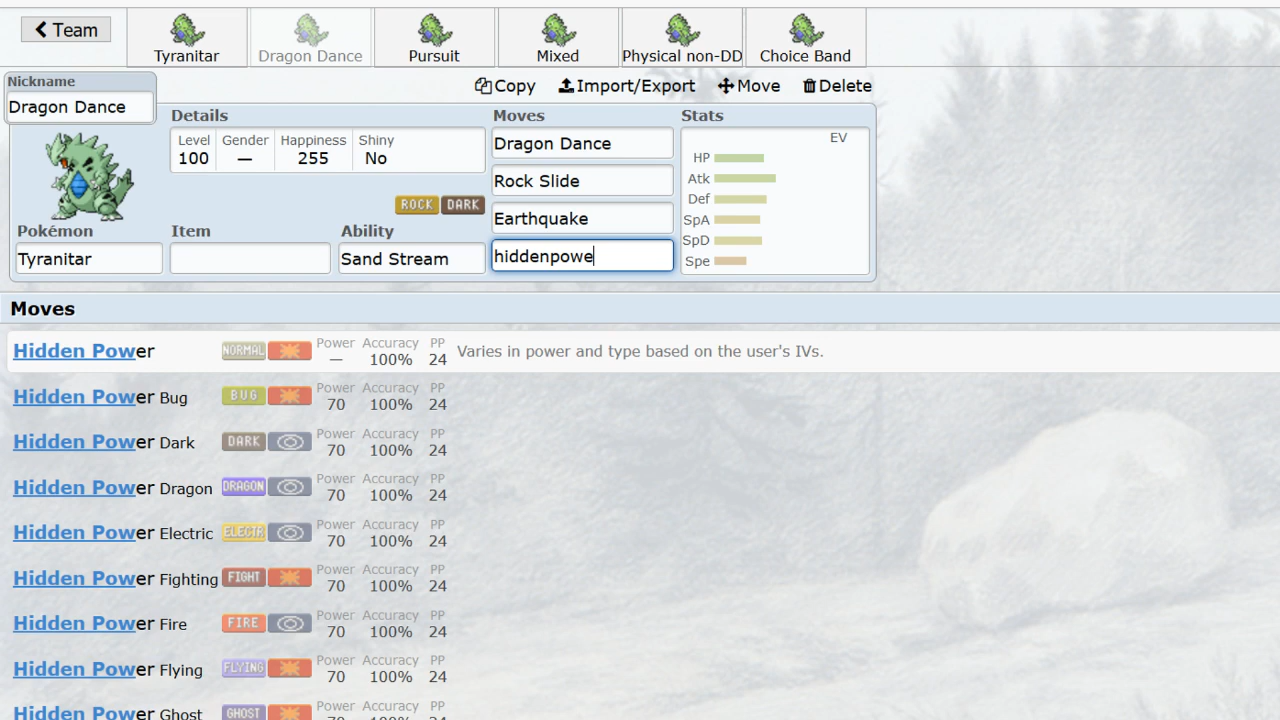 Team
Tyranitar
Dragon Dance
Pursuit
Mixed
Physical non-DD
Choice Band
Nickname
Dragon Dance
Copy
Import/Export
Move
Delete
Details
Moves
Stats
Level
Gender
Happiness
Shiny
100
—
255
No
Dragon Dance
Rock Slide
Earthquake
hiddenpowe
EV
HP
Atk
Def
SpA
SpD
Spe
ROCK DARK
Pokémon
Item
Ability
Tyranitar
Sand Stream
Moves
Hidden Power NORMAL Power — Accuracy 100% PP 24 Varies in power and type based on the user's IVs.
Hidden Power Bug BUG Power 70 Accuracy 100% PP 24
Hidden Power Dark DARK Power 70 Accuracy 100% PP 24
Hidden Power Dragon DRAGON Power 70 Accuracy 100% PP 24
Hidden Power Electric ELECTR Power 70 Accuracy 100% PP 24
Hidden Power Fighting FIGHT Power 70 Accuracy 100% PP 24
Hidden Power Fire FIRE Power 70 Accuracy 100% PP 24
Hidden Power Flying FLYING Power 70 Accuracy 100% PP 24
Hidden Power Ghost GHOST Power Accuracy PP